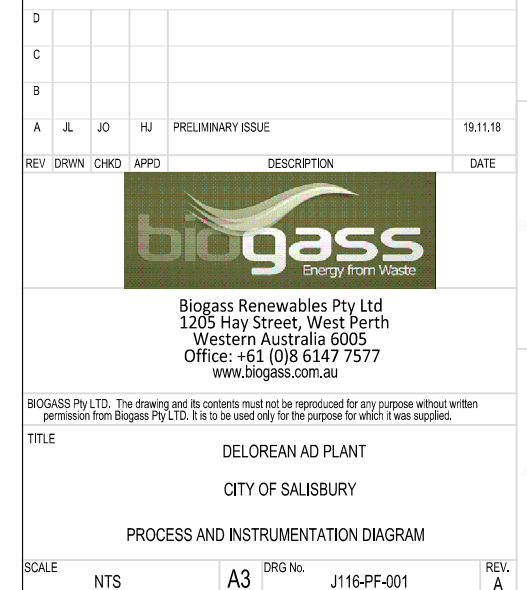 D
C
B
A JL JO HJ PRELIMINARY ISSUE 19.11.18
REV DRWN CHKD APPD DESCRIPTION DATE
biogass
Energy from Waste
Biogass Renewables Pty Ltd
1205 Hay Street, West Perth
Western Australia 6005
Office: +61 (0)8 6147 7577
www.biogass.com.au
BIOGASS Pty LTD. The drawing and its contents must not be reproduced for any purpose without written
permission from Biogass Pty LTD. It is to be used only for the purpose for which it was supplied.
TITLE
DELOREAN AD PLANT
CITY OF SALISBURY
PROCESS AND INSTRUMENTATION DIAGRAM
SCALE NTS A3 DRG No. J116-PF-001 REV. A